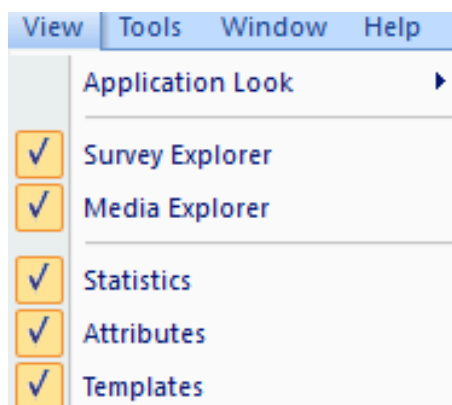 View Tools Window Help
Application Look
Survey Explorer
Media Explorer
Statistics
Attributes
Templates